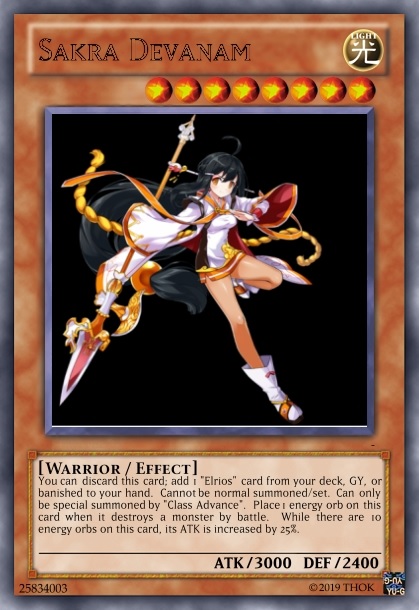 Sakra Devanam
LIGHT
光
[Warrior / Effect]
You can discard this card; add 1 "Elrios" card from your deck, GY, or
banished to your hand. Cannot be normal summoned/set. Can only
be special summoned by "Class Advance". Place 1 energy orb on this
card when it destroys a monster by battle. While there are 10
energy orbs on this card, its ATK is increased by 25%.
ATK/3000 DEF/2400
25834003
©2019 THOK